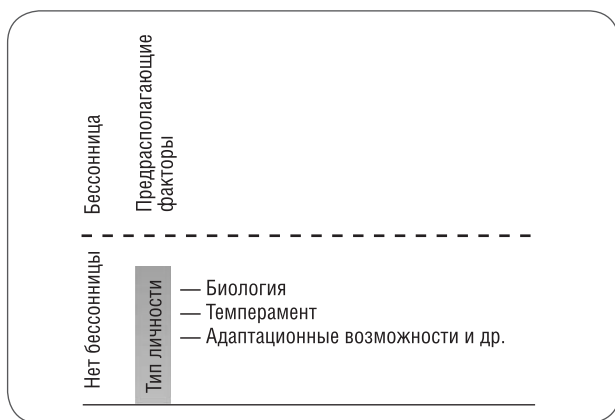 Бессонница
Предрасполагающие
факторы
Нет бессонницы
Тип личности
— Биология
— Темперамент
— Адаптационные возможности и др.